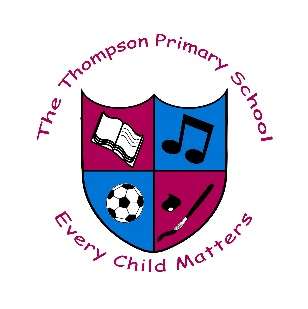 The Thompson Primary School
Every Child Matters